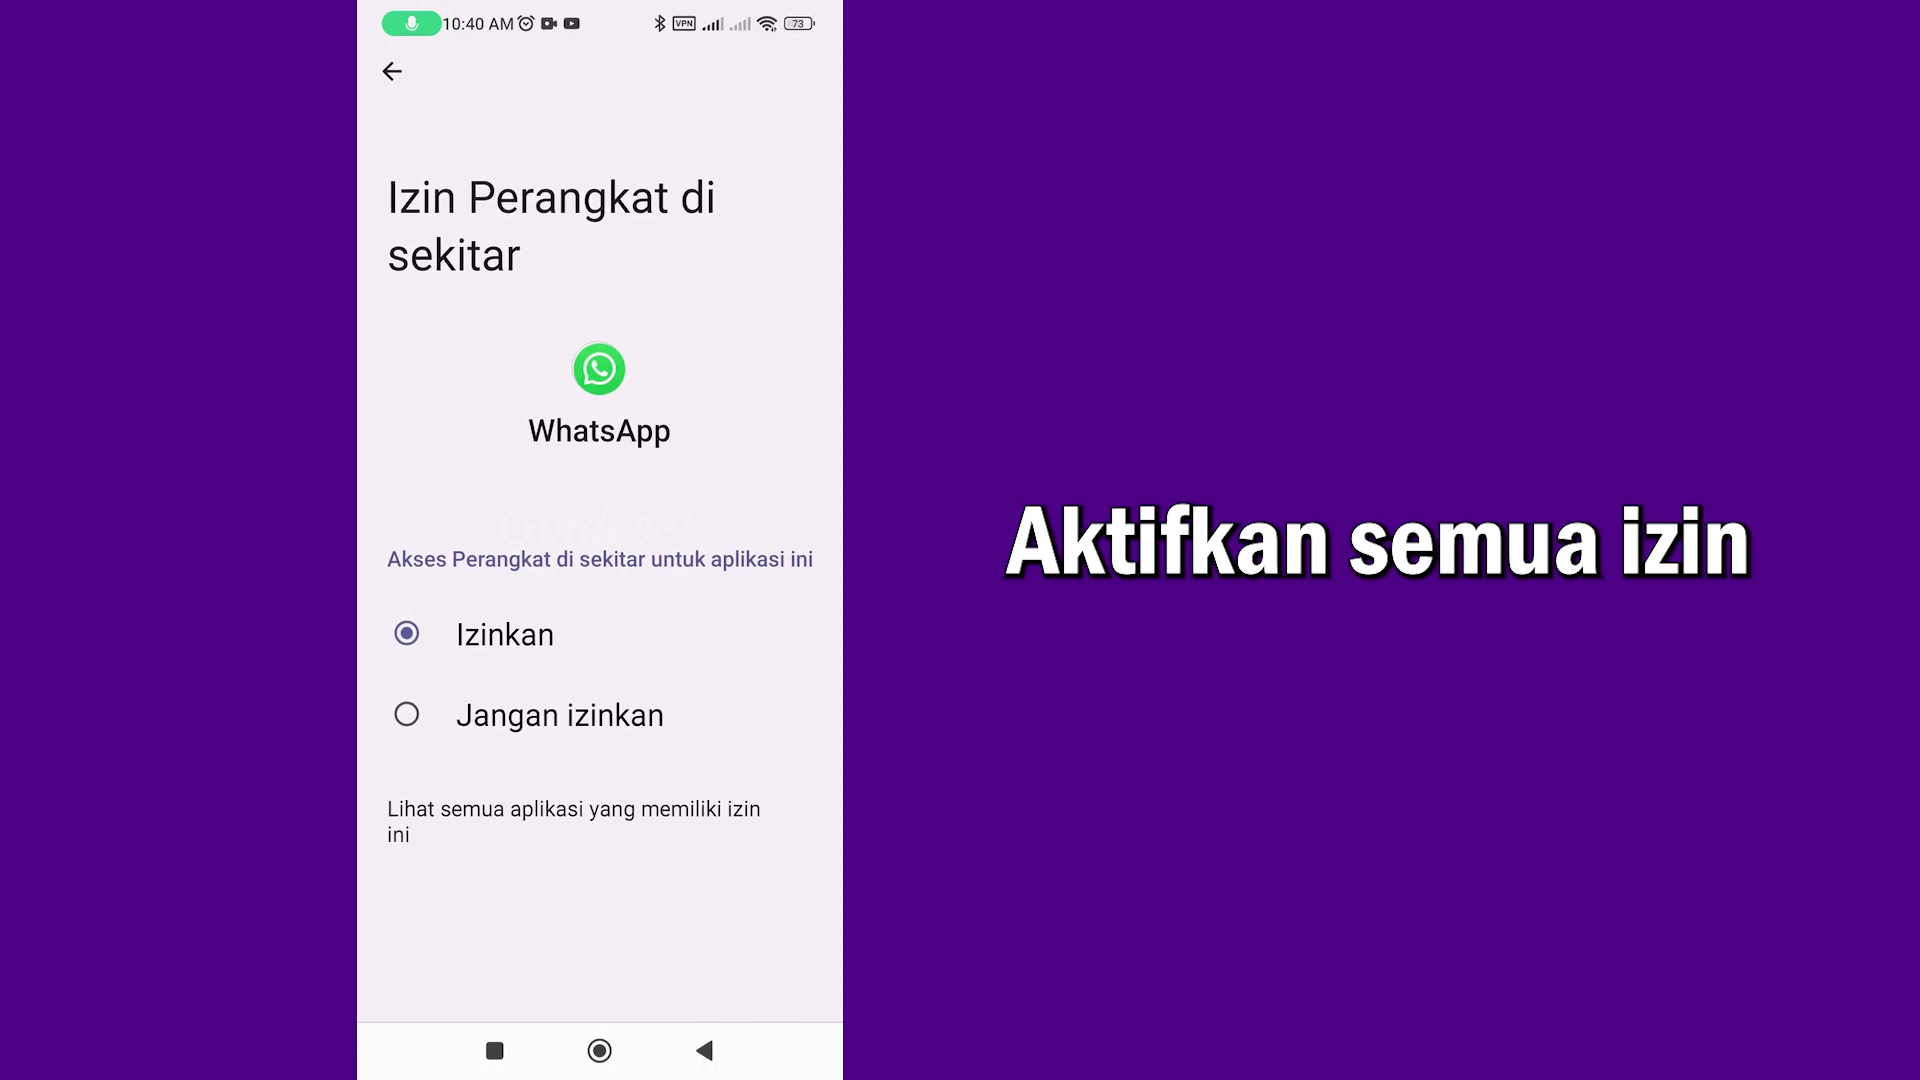 10:40 AM
VPN
73
Izin Perangkat di
sekitar
WhatsApp
Guideset
Akses Perangkat di sekitar untuk aplikasi ini
Izinkan
Jangan izinkan
Lihat semua aplikasi yang memiliki izin
ini
Aktifkan semua izin